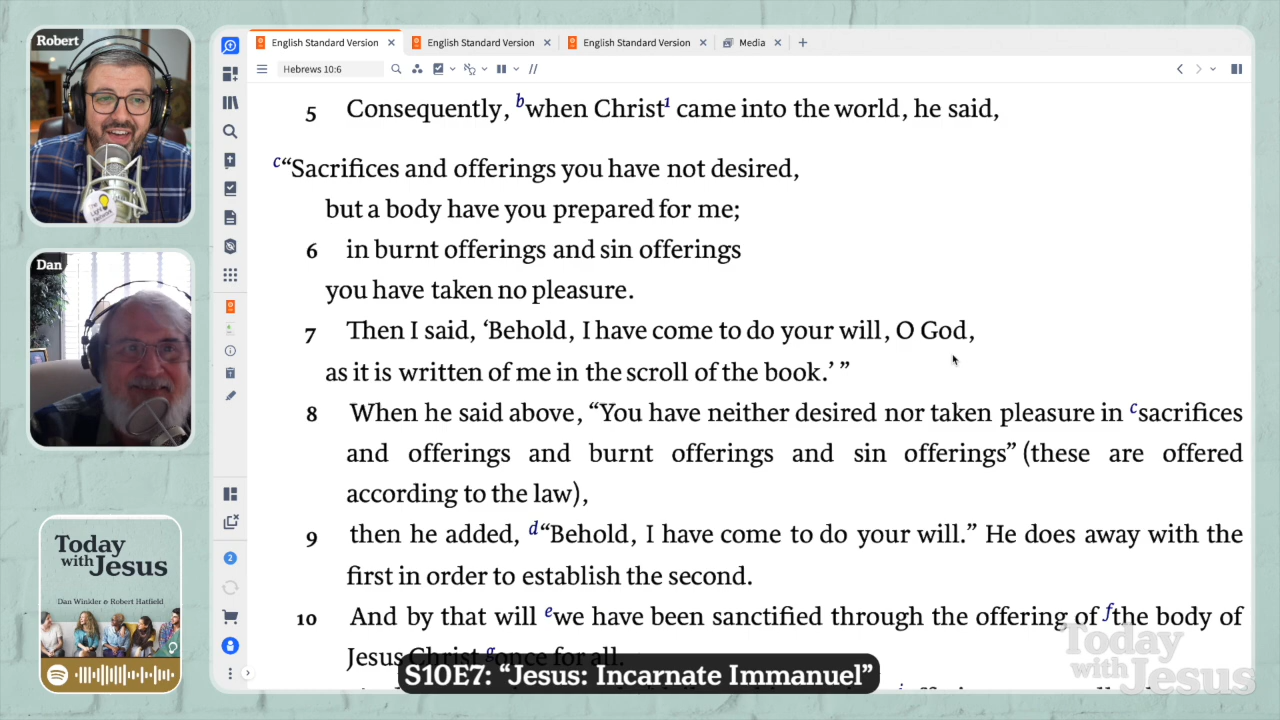 Robert
Dan
Today
with Jesus
Dan Winkler & Robert Hatfield
English Standard Version
English Standard Version
English Standard Version
Media
Hebrews 10:6
5 Consequently, b when Christ1 came into the world, he said,
c “Sacrifices and offerings you have not desired,
but a body have you prepared for me;
6 in burnt offerings and sin offerings
you have taken no pleasure.
7 Then I said, ‘Behold, I have come to do your will, O God,
as it is written of me in the scroll of the book.’ ”
8 When he said above, “You have neither desired nor taken pleasure in c sacrifices
and offerings and burnt offerings and sin offerings” (these are offered
according to the law),
9 then he added, d “Behold, I have come to do your will.” He does away with the
first in order to establish the second.
10 And by that will e we have been sanctified through the offering of f the body of
Jesus Christ g once for all.
2
S10E7: “Jesus: Incarnate Immanuel”
Today
with Jesus